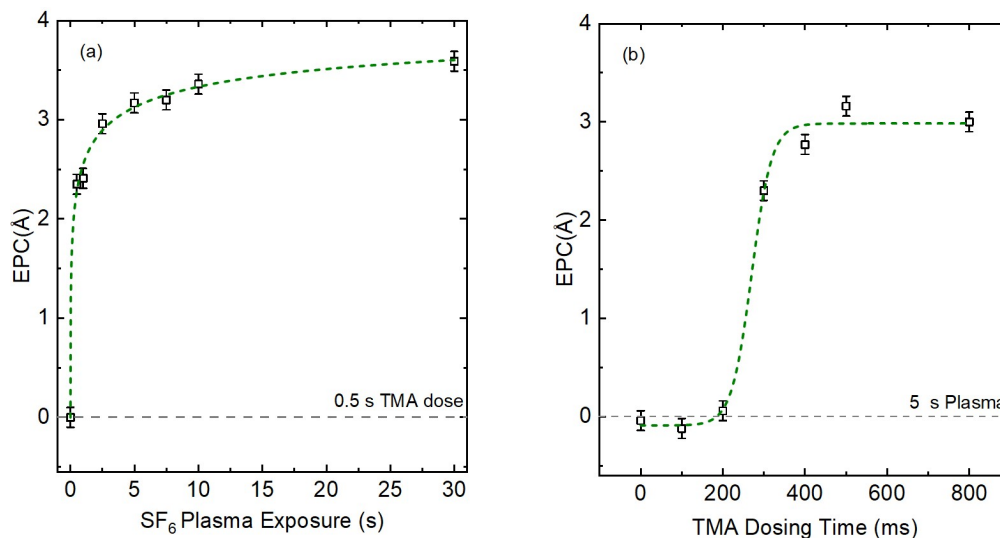 (a)
4
3
2
1
0
EPC(Å)
0.5 s TMA dose
0 5 10 15 20 25 30
SF₆ Plasma Exposure (s)
(b)
4
3
2
1
0
EPC(Å)
5 s Plasma
0 200 400 600 800
TMA Dosing Time (ms)